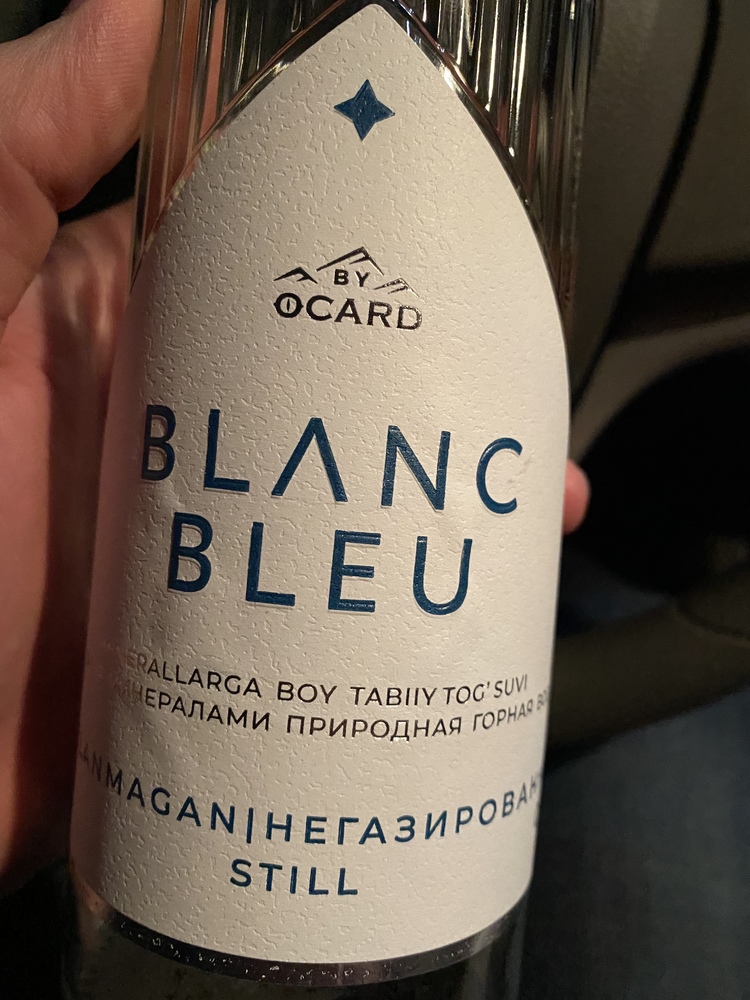 BY
OCARD
BLANC
BLEU
BOY TABIIY TOG' SUVI
ПРИРОДНАЯ ГОРНАЯ
STILL